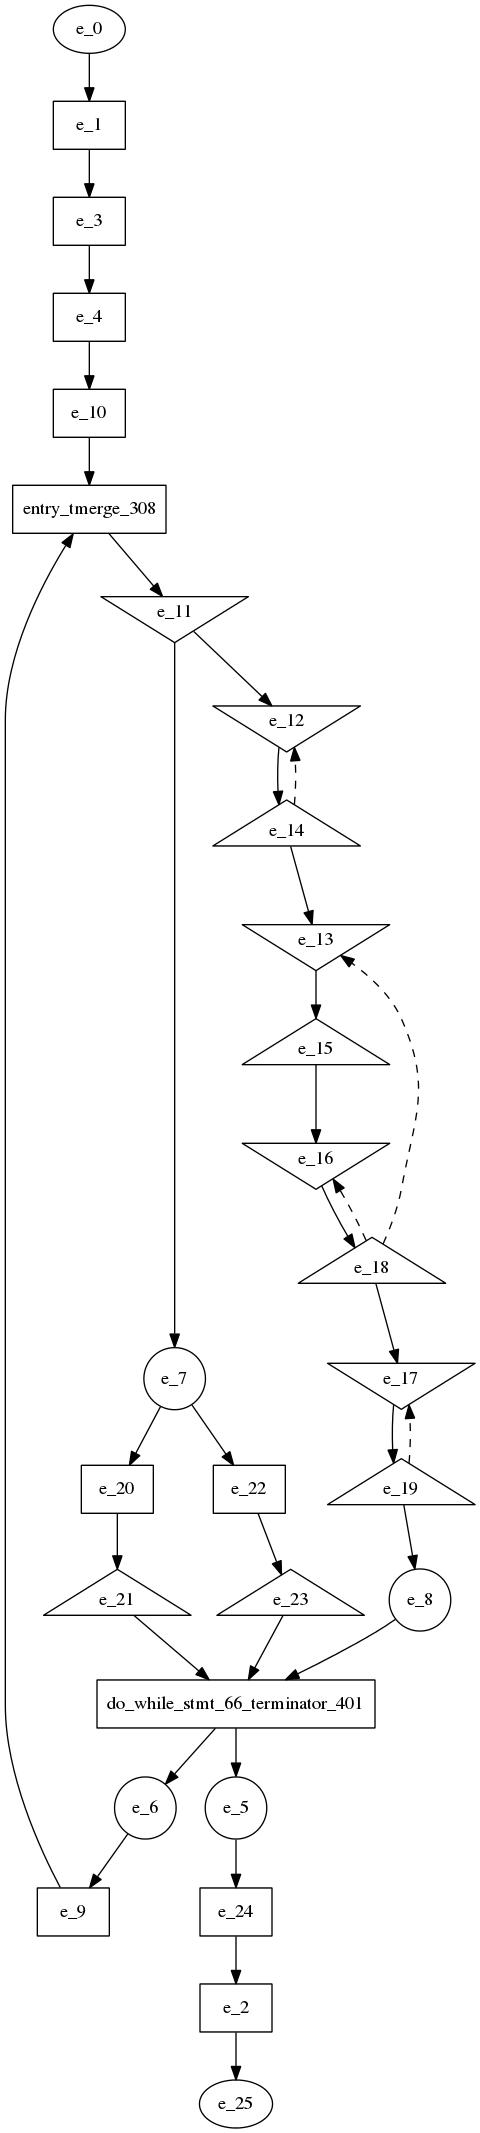 e_0
e_1
e_3
e_4
e_10
entry_tmerge_308
e_11
e_12
e_14
e_13
e_15
e_16
e_18
e_7
e_17
e_20
e_22
e_19
e_21
e_23
e_8
do_while_stmt_66_terminator_401
e_6
e_5
e_9
e_24
e_2
e_25